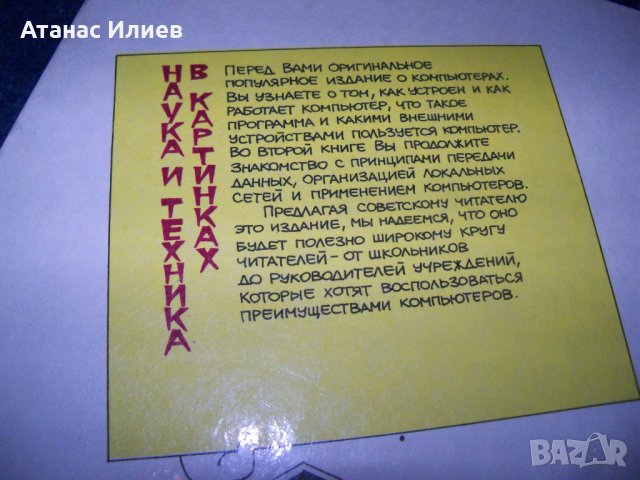 Атанас Илиев
НАУКА И ТЕХНИКА
В КАРТИНКАХ
ПЕРЕД ВАМИ ОРИГИНАЛЬНОЕ
ПОПУЛЯРНОЕ ИЗДАНИЕ О КОМПЬЮТЕРАХ.
ВЫ УЗНАЕТЕ О ТОМ, КАК УСТРОЕН И КАК
РАБОТАЕТ КОМПЬЮТЕР, ЧТО ТАКОЕ
ПРОГРАММА И КАКИМИ ВНЕШНИМИ
УСТРОЙСТВАМИ ПОЛЬЗУЕТСЯ КОМПЬЮТЕР.
ВО ВТОРОЙ КНИГЕ ВЫ ПРОДОЛЖИТЕ
ЗНАКОМСТВО С ПРИНЦИПАМИ ПЕРЕДАЧИ
ДАННЫХ, ОРГАНИЗАЦИЕЙ ЛОКАЛЬНЫХ
СЕТЕЙ И ПРИМЕНЕНИЕМ КОМПЬЮТЕРОВ.
ПРЕДЛАГАЯ СОВЕТСКОМУ ЧИТАТЕЛЮ
ЭТО ИЗДАНИЕ, МЫ НАДЕЕМСЯ, ЧТО ОНО
БУДЕТ ПОЛЕЗНО ШИРОКОМУ КРУГУ
ЧИТАТЕЛЕЙ – ОТ ШКОЛЬНИКОВ
ДО РУКОВОДИТЕЛЕЙ УЧРЕЖДЕНИЙ,
КОТОРЫЕ ХОТЯТ ВОСПОЛЬЗОВАТЬСЯ
ПРЕИМУЩЕСТВАМИ КОМПЬЮТЕРОВ.
BAZAR